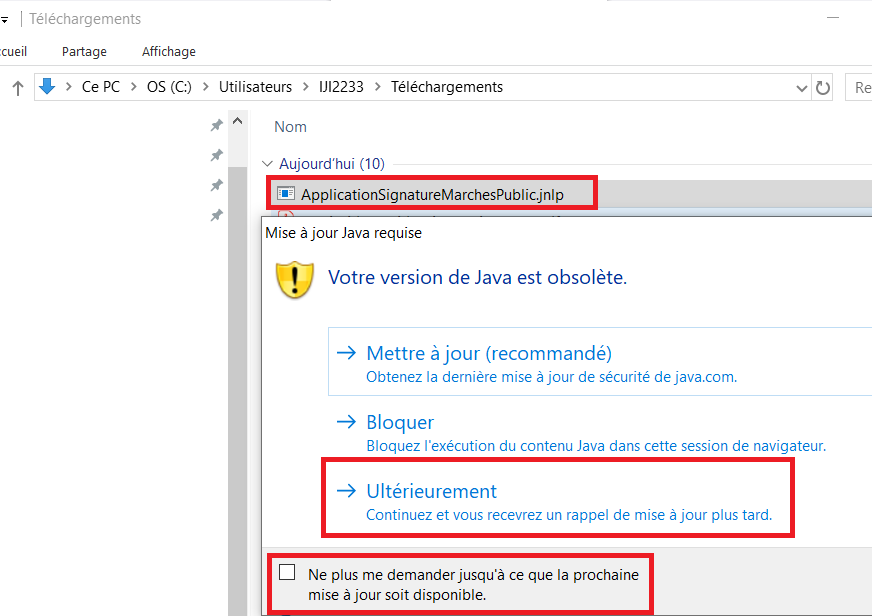 Téléchargements
cueil Partage Affichage
Ce PC > OS (C:) > Utilisateurs > IJI2233 > Téléchargements
Re
Nom
Aujourd'hui (10)
ApplicationSignatureMarchesPublic.jnlp
Mise à jour Java requise
Votre version de Java est obsolète.
Mettre à jour (recommandé)
Obtenez la dernière mise à jour de sécurité de java.com.
Bloquer
Bloquez l'exécution du contenu Java dans cette session de navigateur.
Ultérieurement
Continuez et vous recevrez un rappel de mise à jour plus tard.
Ne plus me demander jusqu'à ce que la prochaine
mise à jour soit disponible.